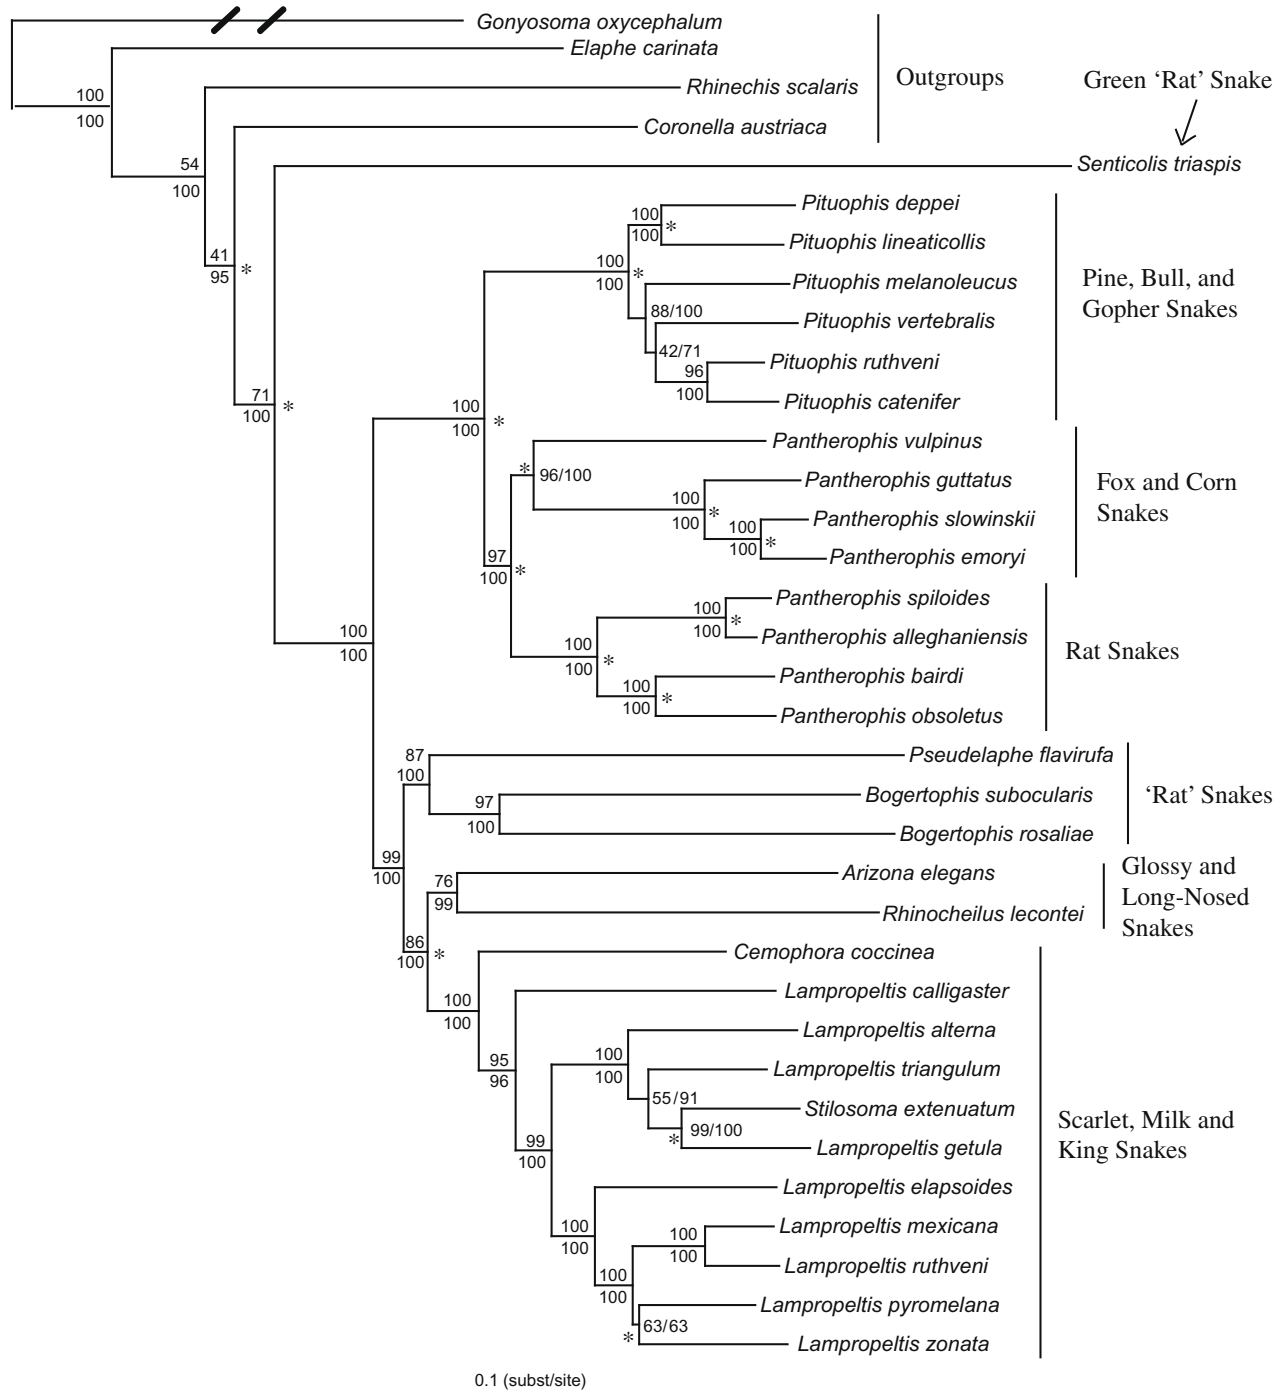 Gonyosoma oxycephalum
Elaphe carinata
Rhinechis scalaris
Outgroups
Green ‘Rat’ Snake
100
100
Coronella austriaca
54
100
Senticolis triaspis
Pituophis deppei
100
100
*
Pituophis lineaticollis
41
95
*
100
100
*
Pituophis melanoleucus
Pine, Bull, and
Gopher Snakes
88/100
Pituophis vertebralis
42/71
Pituophis ruthveni
96
100
Pituophis catenifer
71
100
*
100
100
*
Pantherophis vulpinus
*
96/100
Pantherophis guttatus
Fox and Corn
Snakes
100
100
*
Pantherophis slowinskii
100
100
*
Pantherophis emoryi
97
100
*
Pantherophis spiloides
100
100
*
Pantherophis alleghaniensis
100
100
*
Rat Snakes
100
100
Pantherophis bairdi
100
100
*
Pantherophis obsoletus
87
100
Pseudelaphe flavirufa
Bogertophis subocularis
‘Rat’ Snakes
97
100
Bogertophis rosaliae
99
100
Arizona elegans
Glossy and
Long-Nosed
Snakes
76
99
Rhinocheilus lecontei
86
100
*
Cemophora coccinea
100
100
Lampropeltis calligaster
Lampropeltis alterna
95
96
100
100
Lampropeltis triangulum
55/91
Stilosoma extenuatum
Scarlet, Milk and
King Snakes
*
99/100
Lampropeltis getula
99
100
Lampropeltis elapsoides
100
100
Lampropeltis mexicana
100
100
Lampropeltis ruthveni
100
100
Lampropeltis pyromelana
*
63/63
Lampropeltis zonata
0.1 (subst/site)